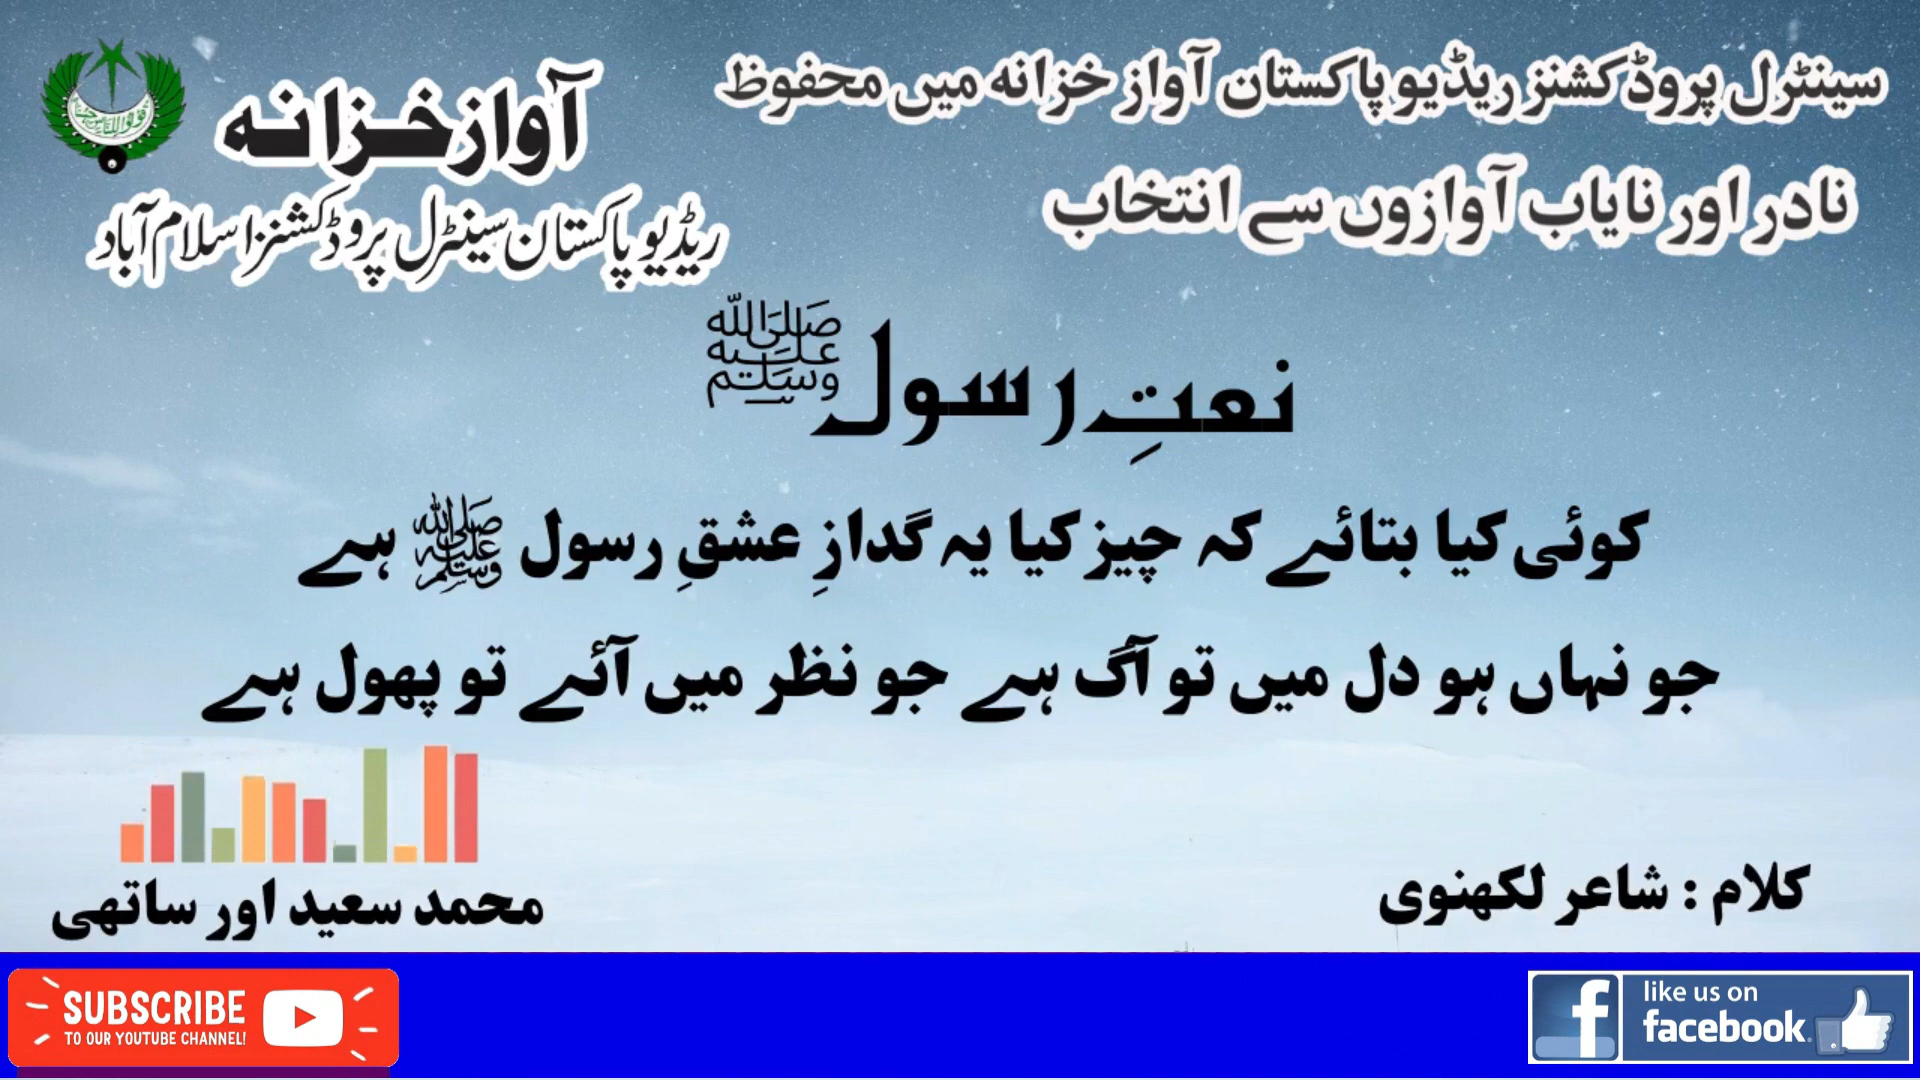 سینٹرل پروڈکشنز ریڈیو پاکستان آواز خزانہ میں محفوظ
نادر اور نایاب آوازوں سے انتخاب
آواز خزانہ
ریڈیو پاکستان سینٹرل پروڈکشنز اسلام آباد
نعتِ رسول ﷺ
کوئی کیا بتائے کہ چیز کیا یہ گدازِ عشقِ رسول ﷺ ہے
جو نہاں ہو دل میں تو آگ ہے جو نظر میں آئے تو پھول ہے
کلام : شاعر لکھنوی
محمد سعید اور ساتھی
SUBSCRIBE
TO OUR YOUTUBE CHANNEL!
like us on
facebook